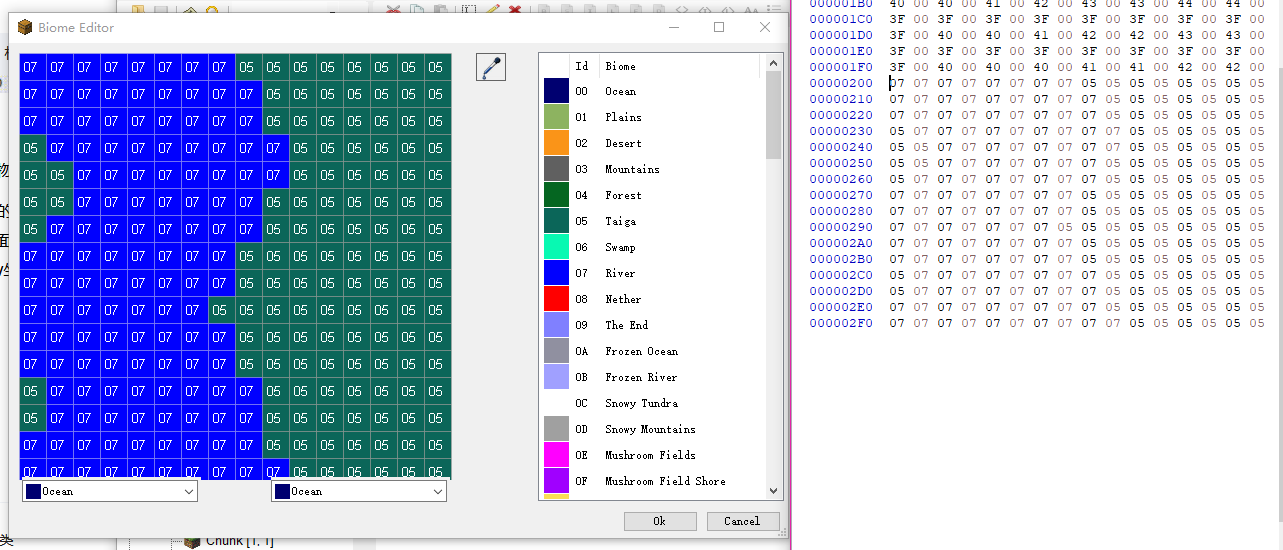 Biome Editor
07 07 07 07 07 07 07 07 05 05 05 05 05 05 05 05
07 07 07 07 07 07 07 07 07 05 05 05 05 05 05 05
07 07 07 07 07 07 07 07 07 05 05 05 05 05 05 05
05 07 07 07 07 07 07 07 07 07 05 05 05 05 05 05
05 05 07 07 07 07 07 07 07 07 05 05 05 05 05 05
05 05 07 07 07 07 07 07 07 05 05 05 05 05 05 05
05 07 07 07 07 07 07 07 07 05 05 05 05 05 05 05
07 07 07 07 07 07 07 07 05 05 05 05 05 05 05 05
07 07 07 07 07 07 07 07 05 05 05 05 05 05 05 05
07 07 07 07 07 07 07 05 05 05 05 05 05 05 05 05
07 07 07 07 07 07 07 07 05 05 05 05 05 05 05 05
07 07 07 07 07 07 07 07 05 05 05 05 05 05 05 05
05 07 07 07 07 07 07 07 07 05 05 05 05 05 05 05
05 07 07 07 07 07 07 07 07 05 05 05 05 05 05 05
07 07 07 07 07 07 07 07 07 05 05 05 05 05 05 05
07 07 07 07 07 07 07 07 07 07 05 05 05 05 05 05
Ocean Ocean
Id Biome
00 Ocean
01 Plains
02 Desert
03 Mountains
04 Forest
05 Taiga
06 Swamp
07 River
08 Nether
09 The End
0A Frozen Ocean
0B Frozen River
0C Snowy Tundra
0D Snowy Mountains
0E Mushroom Fields
0F Mushroom Field Shore
Ok Cancel
Chunk [1, 1]
的
面
类
000001B0 40 00 40 00 41 00 42 00 43 00 43 00 44 00 44 00
000001C0 3F 00 3F 00 3F 00 3F 00 3F 00 3F 00 3F 00 3F 00
000001D0 3F 00 40 00 40 00 41 00 42 00 42 00 43 00 43 00
000001E0 3F 00 3F 00 3F 00 3F 00 3F 00 3F 00 3F 00 3F 00
000001F0 3F 00 40 00 40 00 40 00 41 00 41 00 42 00 42 00
00000200 07 07 07 07 07 07 07 07 05 05 05 05 05 05 05 05
00000210 07 07 07 07 07 07 07 07 07 05 05 05 05 05 05 05
00000220 07 07 07 07 07 07 07 07 07 05 05 05 05 05 05 05
00000230 05 07 07 07 07 07 07 07 07 07 05 05 05 05 05 05
00000240 05 05 07 07 07 07 07 07 07 07 05 05 05 05 05 05
00000250 05 05 07 07 07 07 07 07 07 05 05 05 05 05 05 05
00000260 05 07 07 07 07 07 07 07 07 05 05 05 05 05 05 05
00000270 07 07 07 07 07 07 07 07 05 05 05 05 05 05 05 05
00000280 07 07 07 07 07 07 07 07 05 05 05 05 05 05 05 05
00000290 07 07 07 07 07 07 07 05 05 05 05 05 05 05 05 05
000002A0 07 07 07 07 07 07 07 07 05 05 05 05 05 05 05 05
000002B0 07 07 07 07 07 07 07 07 05 05 05 05 05 05 05 05
000002C0 05 07 07 07 07 07 07 07 07 05 05 05 05 05 05 05
000002D0 05 07 07 07 07 07 07 07 07 05 05 05 05 05 05 05
000002E0 07 07 07 07 07 07 07 07 07 05 05 05 05 05 05 05
000002F0 07 07 07 07 07 07 07 07 07 07 05 05 05 05 05 05